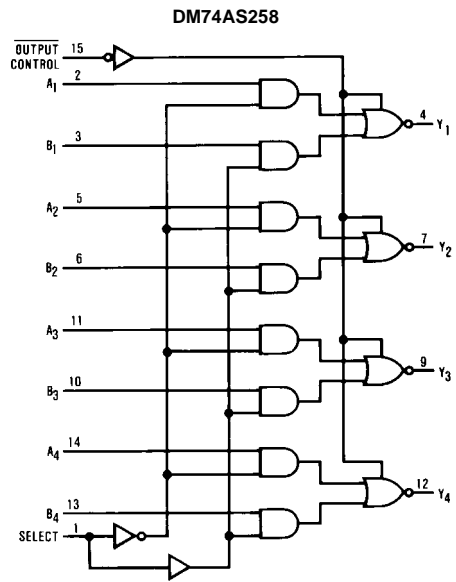 DM74AS258
OUTPUT CONTROL 15
A1 2
4 Y1
B1 3
A2 5
7 Y2
B2 6
A3 11
9 Y3
B3 10
A4 14
12 Y4
B4 13
SELECT 1